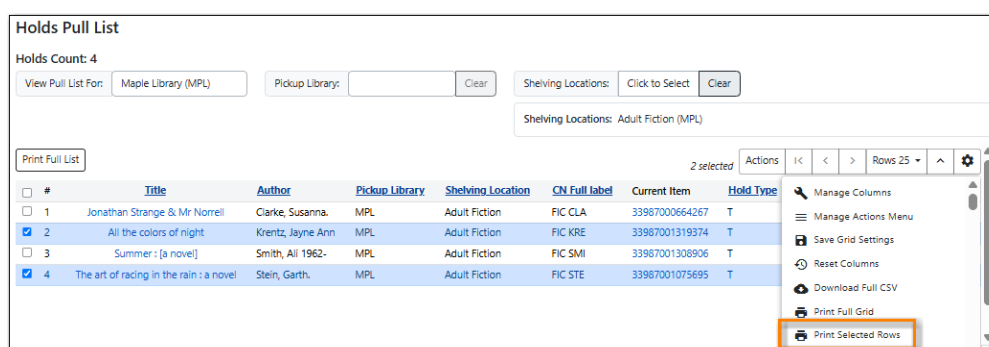 Holds Pull List
Holds Count: 4
View Pull List For: Maple Library (MPL) Pickup Library: Clear Shelving Locations: Click to Select Clear
Shelving Locations: Adult Fiction (MPL)
Print Full List 2 selected Actions Rows 25
# Title Author Pickup Library Shelving Location CN Full label Current Item Hold Type
1 Jonathan Strange & Mr Norrell Clarke, Susanna. MPL Adult Fiction FIC CLA 33987000664267 T
2 All the colors of night Krentz, Jayne Ann MPL Adult Fiction FIC KRE 33987001319374 T
3 Summer : [a novel] Smith, Ali 1962- MPL Adult Fiction FIC SMI 33987001308906 T
4 The art of racing in the rain : a novel Stein, Garth. MPL Adult Fiction FIC STE 33987001075695 T
Manage Columns
Manage Actions Menu
Save Grid Settings
Reset Columns
Download Full CSV
Print Full Grid
Print Selected Rows